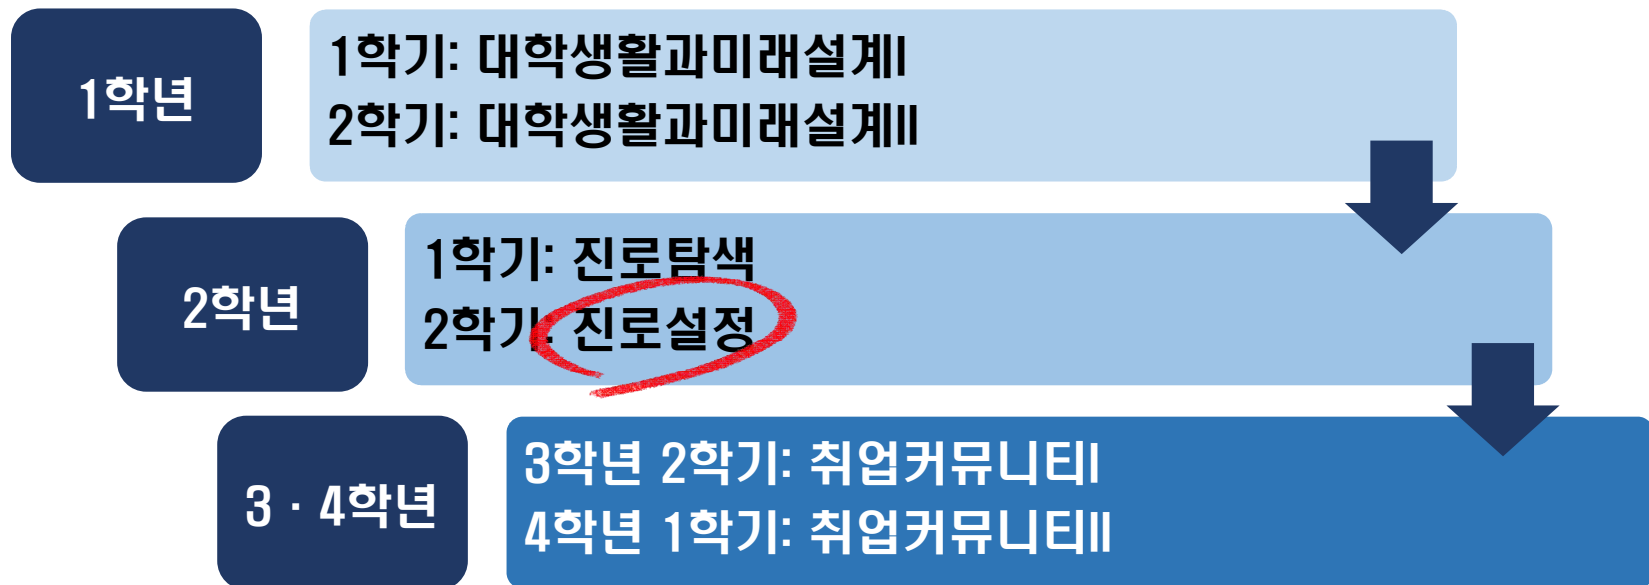 1학년
1학기: 대학생활과미래설계I
2학기: 대학생활과미래설계II
2학년
1학기: 진로탐색
2학기: 진로설정
3 · 4학년
3학년 2학기: 취업커뮤니티I
4학년 1학기: 취업커뮤니티II